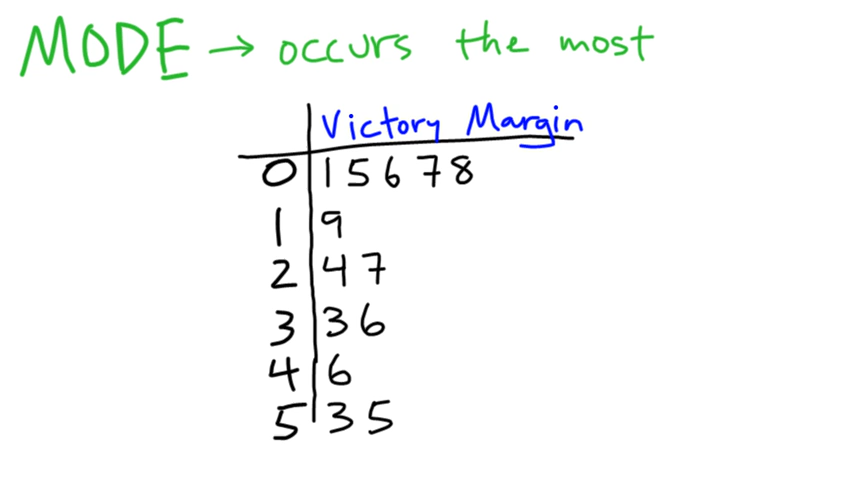 MODE → occurs the most
Victory Margin
0 1 5 6 7 8
1 9
2 4 7
3 3 6
4 6
5 3 5